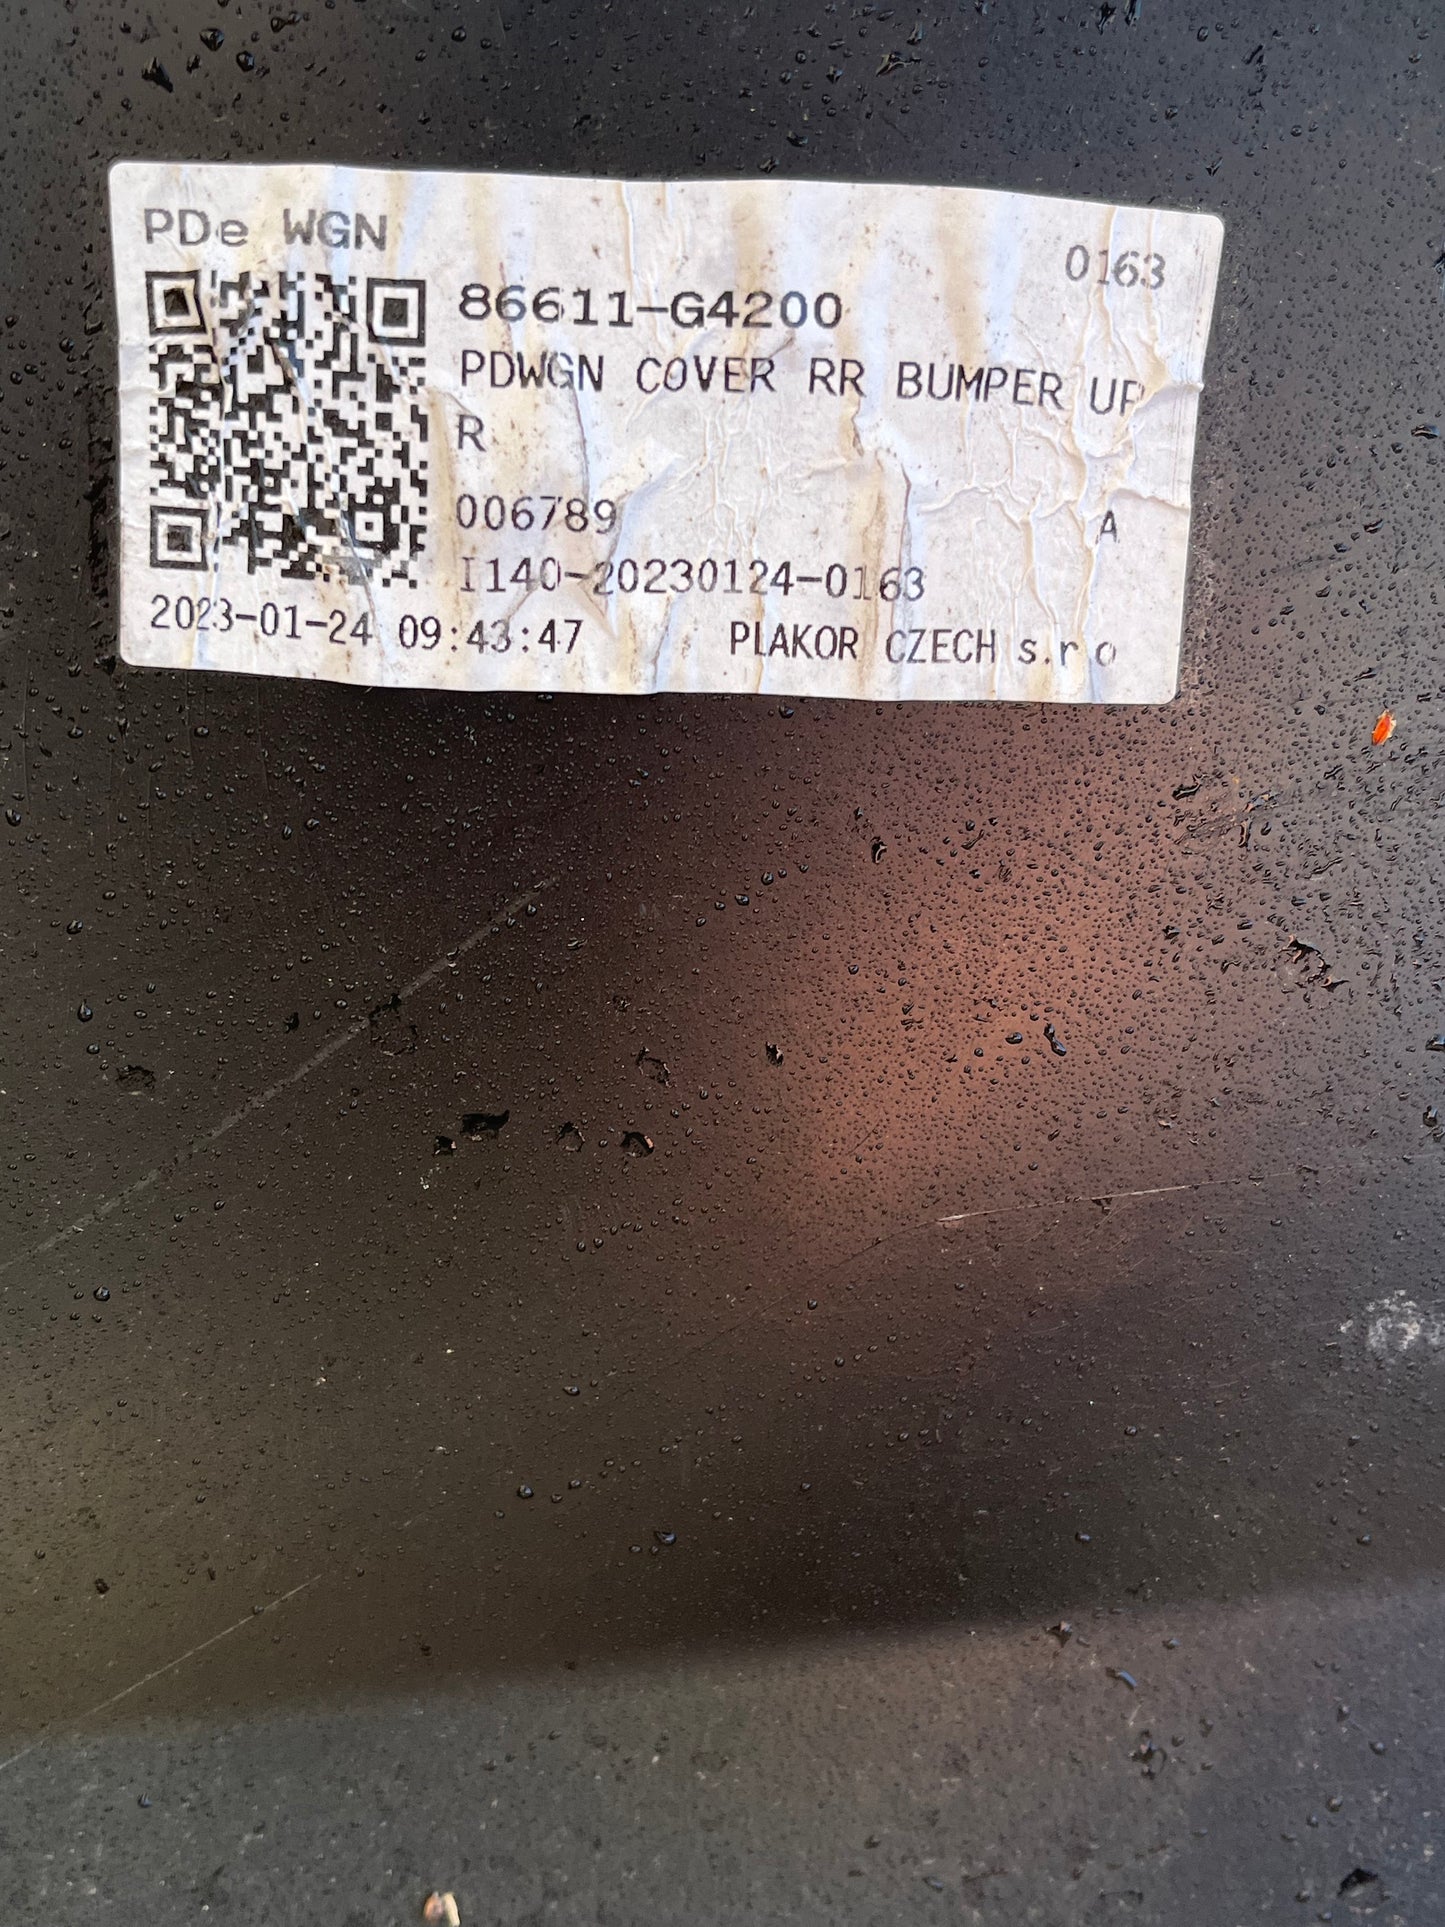 PDe WGN
0163
86611-G4200
PDWGN COVER RR BUMPER UP
R
006789 A
I140-20230124-0163
2023-01-24 09:43:47 PLAKOR CZECH s.r o